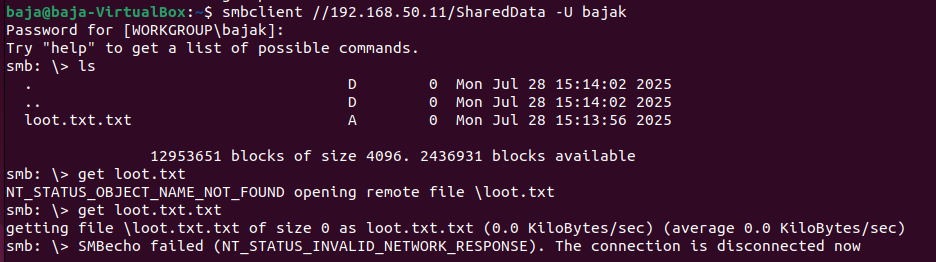 baja@baja-VirtualBox:~$ smbclient //192.168.50.11/SharedData -U bajak
Password for [WORKGROUP\bajak]:
Try "help" to get a list of possible commands.
smb: \> ls
  .                                   D        0  Mon Jul 28 15:14:02 2025
  ..                                  D        0  Mon Jul 28 15:14:02 2025
  loot.txt.txt                        A        0  Mon Jul 28 15:13:56 2025
                12953651 blocks of size 4096. 2436931 blocks available
smb: \> get loot.txt
NT_STATUS_OBJECT_NAME_NOT_FOUND opening remote file \loot.txt
smb: \> get loot.txt.txt
getting file \loot.txt.txt of size 0 as loot.txt.txt (0.0 KiloBytes/sec) (average 0.0 KiloBytes/sec)
smb: \> SMBecho failed (NT_STATUS_INVALID_NETWORK_RESPONSE). The connection is disconnected now